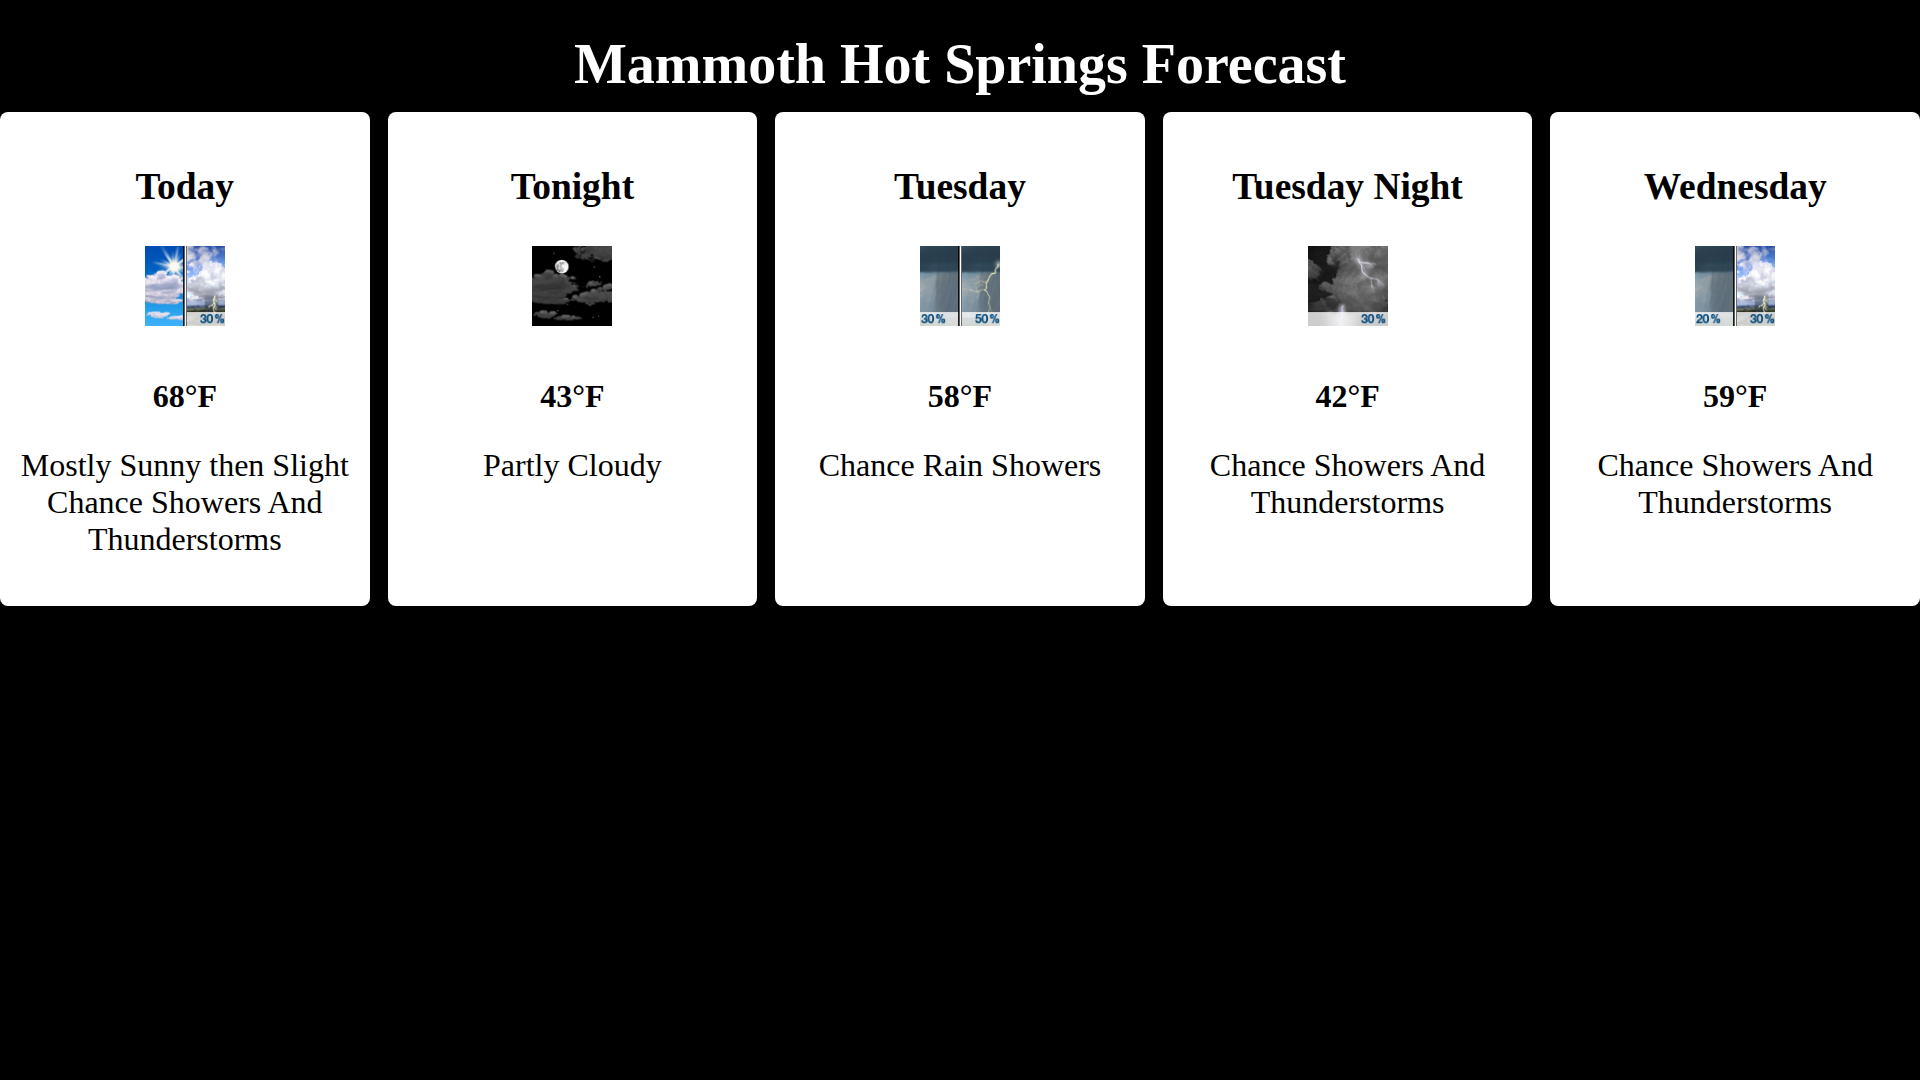 Mammoth Hot Springs Forecast
Today
30%
68°F
Mostly Sunny then Slight
Chance Showers And
Thunderstorms
Tonight
43°F
Partly Cloudy
Tuesday
30% 50%
58°F
Chance Rain Showers
Tuesday Night
30%
42°F
Chance Showers And
Thunderstorms
Wednesday
20% 30%
59°F
Chance Showers And
Thunderstorms